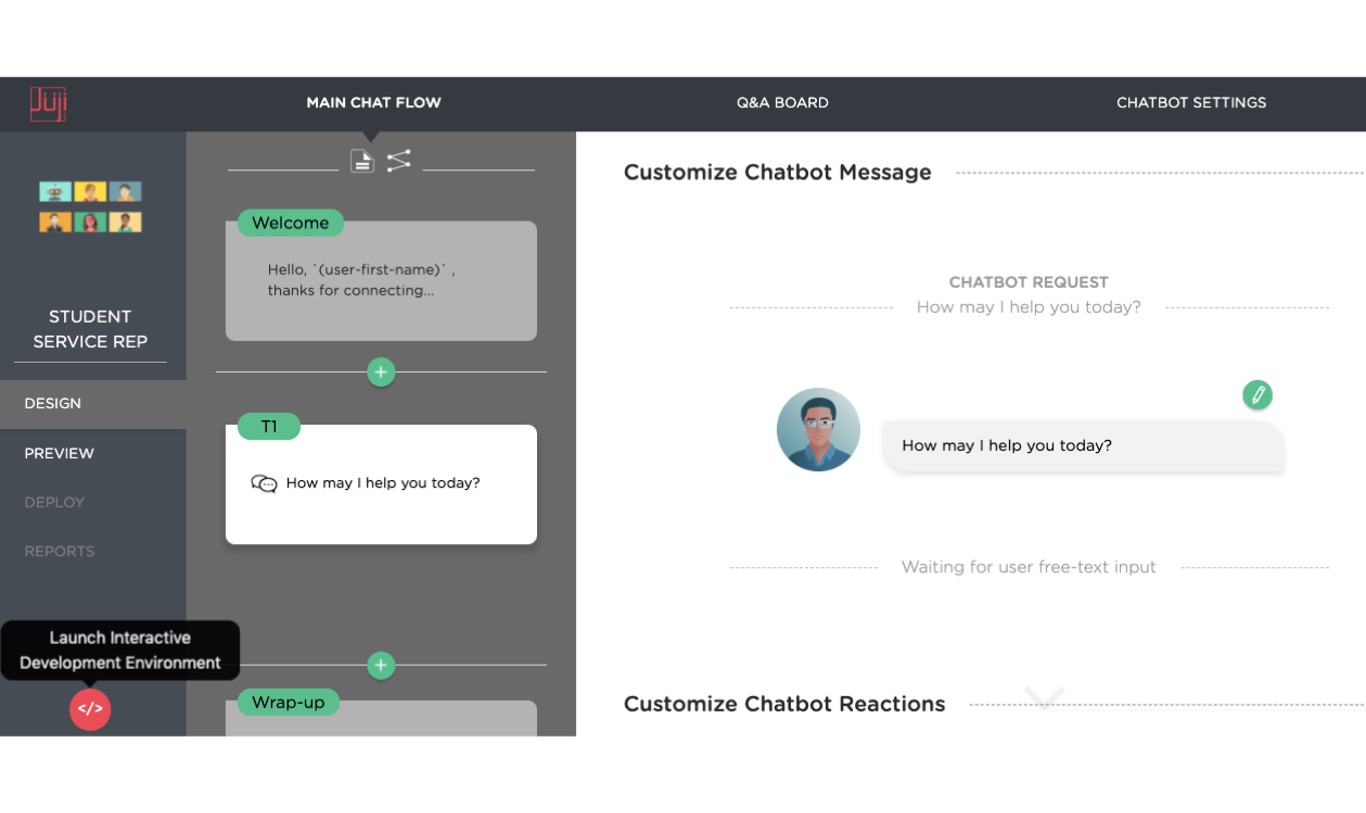 Juji
MAIN CHAT FLOW
Q&A BOARD
CHATBOT SETTINGS
STUDENT
SERVICE REP
DESIGN
PREVIEW
DEPLOY
REPORTS
Launch Interactive
Development Environment
</>
Welcome
Hello, `(user-first-name)` ,
thanks for connecting...
+
T1
How may I help you today?
+
Wrap-up
Customize Chatbot Message
CHATBOT REQUEST
How may I help you today?
How may I help you today?
Waiting for user free-text input
Customize Chatbot Reactions